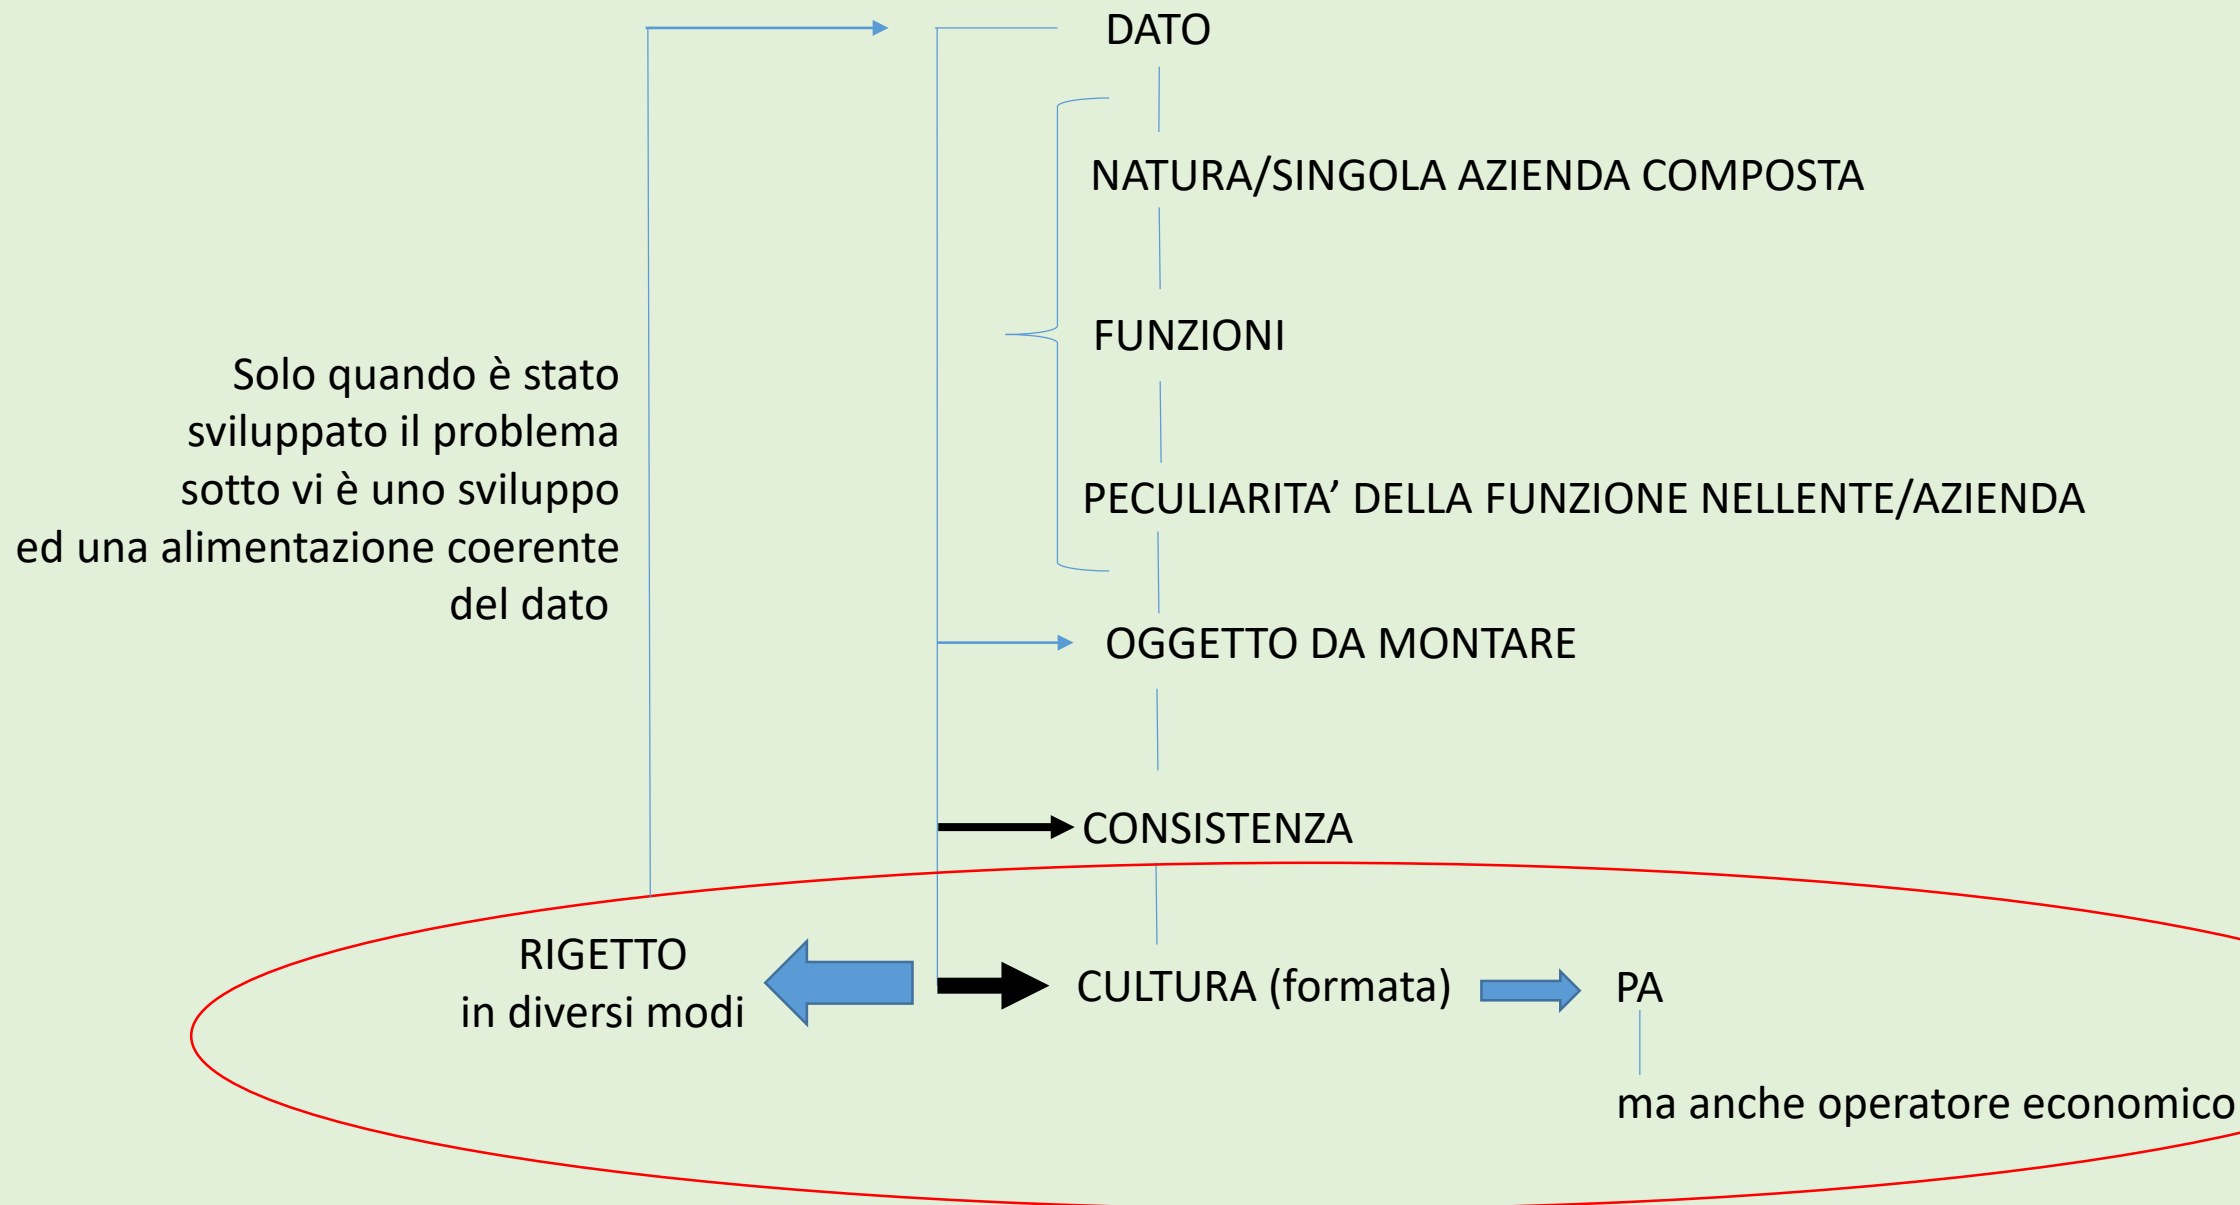 DATO
NATURA/SINGOLA AZIENDA COMPOSTA
FUNZIONI
Solo quando è stato
sviluppato il problema
sotto vi è uno sviluppo
ed una alimentazione coerente
del dato
PECULIARITA’ DELLA FUNZIONE NELLENTE/AZIENDA
OGGETTO DA MONTARE
CONSISTENZA
RIGETTO
in diversi modi
CULTURA (formata)
PA
ma anche operatore economico